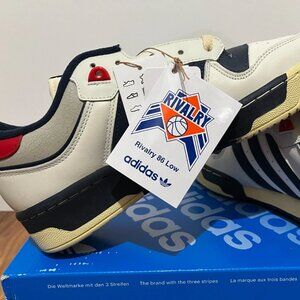 RIVALRY
Rivalry 86 Low
adidas
Die Weltmarke mit den 3 Streifen
The brand with the three stripes
La marque aux trois bandes